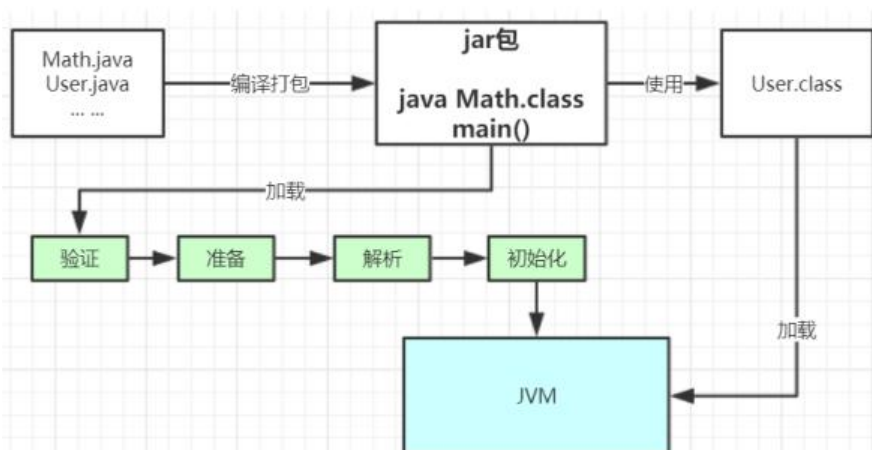 Math.java
User.java
... ...
编译打包
jar包
java Math.class
main()
使用
User.class
加载
验证
准备
解析
初始化
加载
JVM